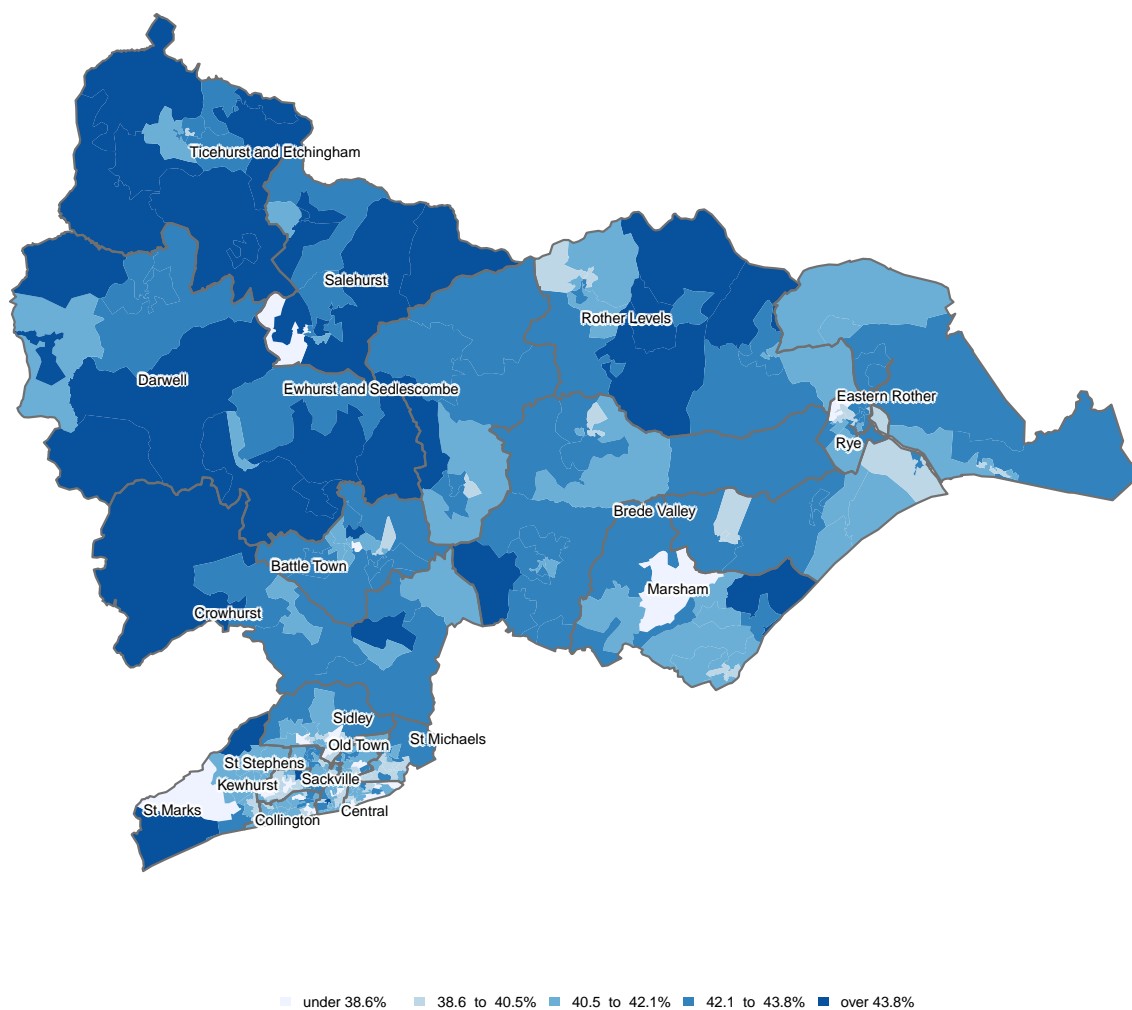 Ticehurst and Etchingham
Salehurst
Rother Levels
Darwell
Ewhurst and Sedlescombe
Eastern Rother
Rye
Brede Valley
Battle Town
Marsham
Crowhurst
Sidley
St Michaels
Old Town
St Stephens
Sackville
Kewhurst
St Marks
Central
Collington
under 38.6% 38.6 to 40.5% 40.5 to 42.1% 42.1 to 43.8% over 43.8%